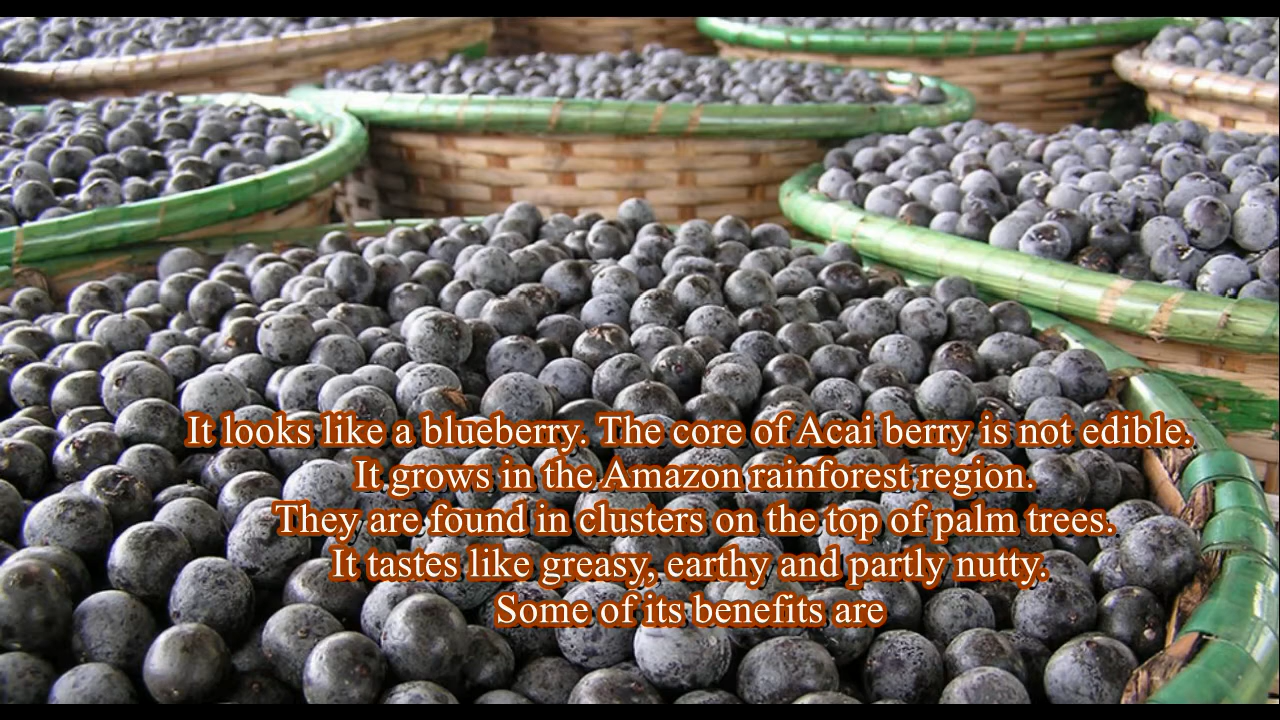 It looks like a blueberry. The core of Acai berry is not edible.
It grows in the Amazon rainforest region.
They are found in clusters on the top of palm trees.
It tastes like greasy, earthy and partly nutty.
Some of its benefits are